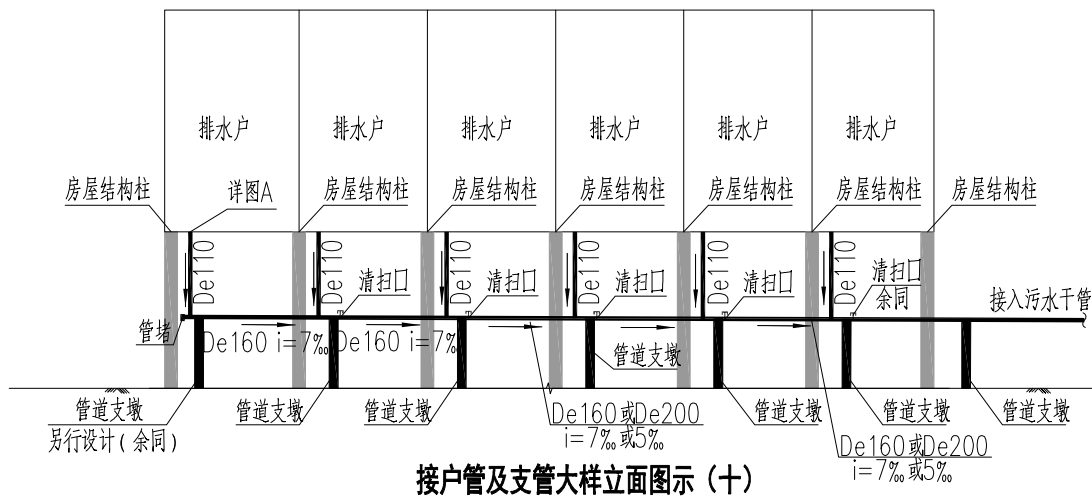 排水户
排水户
排水户
排水户
排水户
排水户
房屋结构柱
详图A
房屋结构柱
房屋结构柱
房屋结构柱
房屋结构柱
房屋结构柱
房屋结构柱
De110
De110
De110
De110
De110
De110
清扫口
清扫口
清扫口
清扫口
清扫口
余同
接入污水干管
管堵
De160 i=7‰
De160 i=7‰
管道支墩
管道支墩
另行设计(余同)
管道支墩
管道支墩
De160或De200
i=7‰或5‰
管道支墩
管道支墩
管道支墩
De160或De200
i=7‰或5‰
接户管及支管大样立面图示（十）